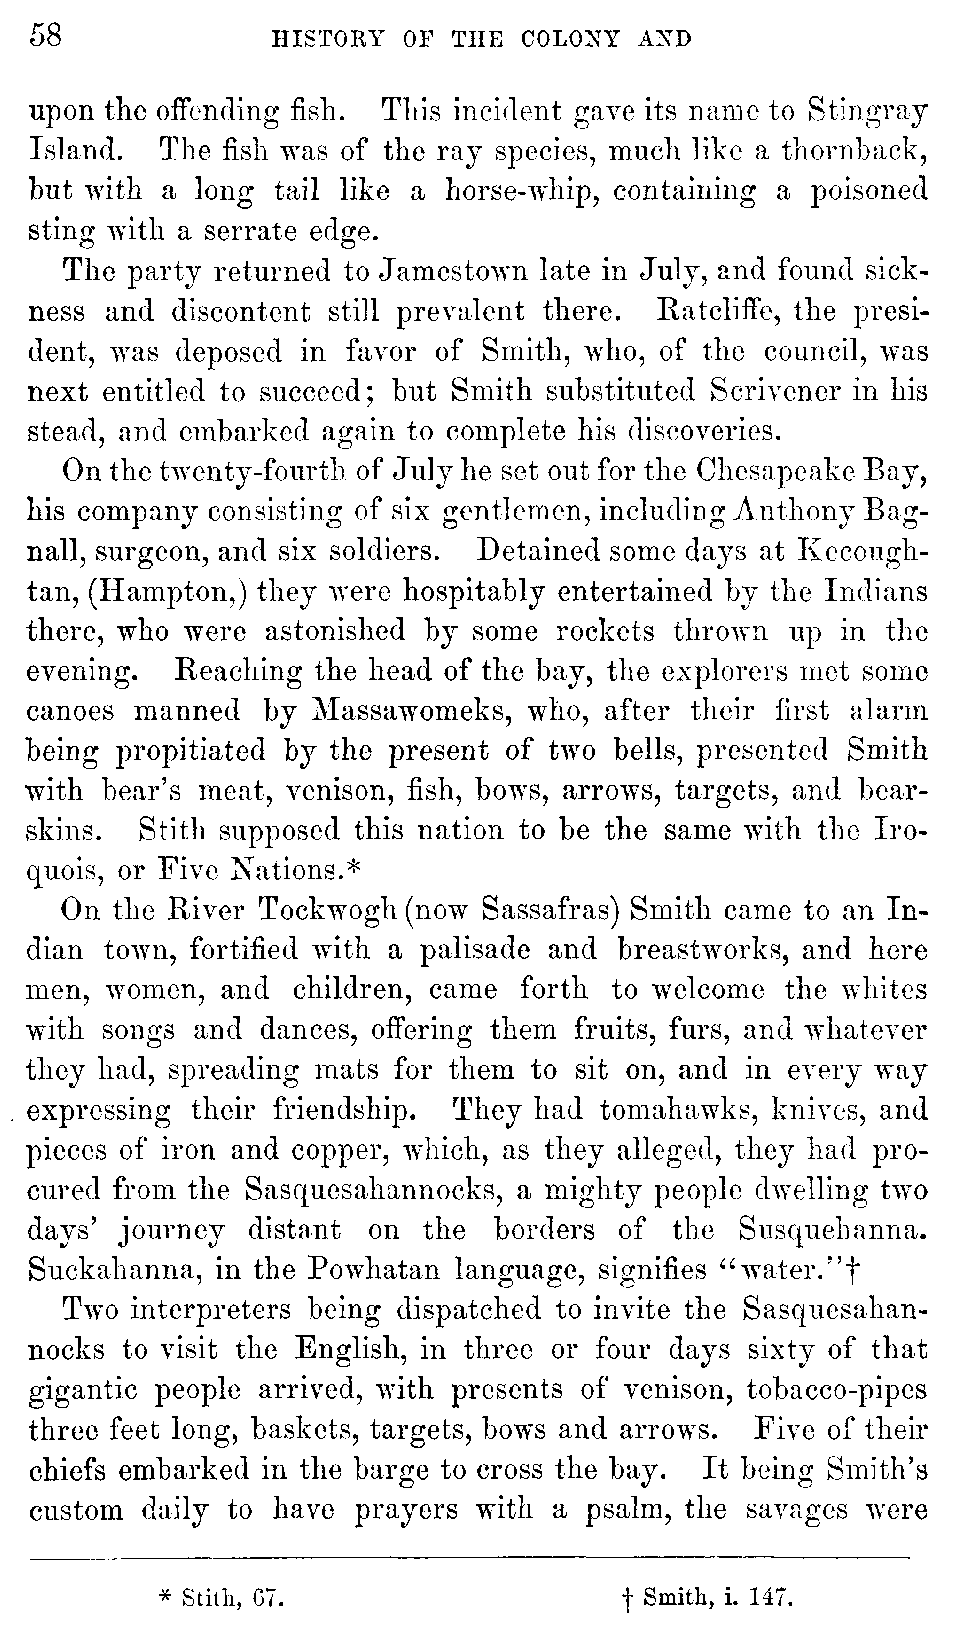 58 HISTORY OF THE COLONY AND
upon the offending fish. This incident gave its name to Stingray
Island. The fish was of the ray species, much like a thornback,
but with a long tail like a horse-whip, containing a poisoned
sting with a serrate edge.
The party returned to Jamestown late in July, and found sick-
ness and discontent still prevalent there. Ratcliffe, the presi-
dent, was deposed in favor of Smith, who, of the council, was
next entitled to succeed; but Smith substituted Scrivener in his
stead, and embarked again to complete his discoveries.
On the twenty-fourth of July he set out for the Chesapeake Bay,
his company consisting of six gentlemen, including Anthony Bag-
nall, surgeon, and six soldiers. Detained some days at Kecough-
tan, (Hampton,) they were hospitably entertained by the Indians
there, who were astonished by some rockets thrown up in the
evening. Reaching the head of the bay, the explorers met some
canoes manned by Massawomeks, who, after their first alarm
being propitiated by the present of two bells, presented Smith
with bear's meat, venison, fish, bows, arrows, targets, and bear-
skins. Stith supposed this nation to be the same with the Iro-
quois, or Five Nations.*
On the River Tockwogh (now Sassafras) Smith came to an In-
dian town, fortified with a palisade and breastworks, and here
men, women, and children, came forth to welcome the whites
with songs and dances, offering them fruits, furs, and whatever
they had, spreading mats for them to sit on, and in every way
expressing their friendship. They had tomahawks, knives, and
pieces of iron and copper, which, as they alleged, they had pro-
cured from the Sasquesahannocks, a mighty people dwelling two
days' journey distant on the borders of the Susquehanna.
Suckahanna, in the Powhatan language, signifies "water."†
Two interpreters being dispatched to invite the Sasquesahan-
nocks to visit the English, in three or four days sixty of that
gigantic people arrived, with presents of venison, tobacco-pipes
three feet long, baskets, targets, bows and arrows. Five of their
chiefs embarked in the barge to cross the bay. It being Smith's
custom daily to have prayers with a psalm, the savages were
* Stith, 67. † Smith, i. 147.